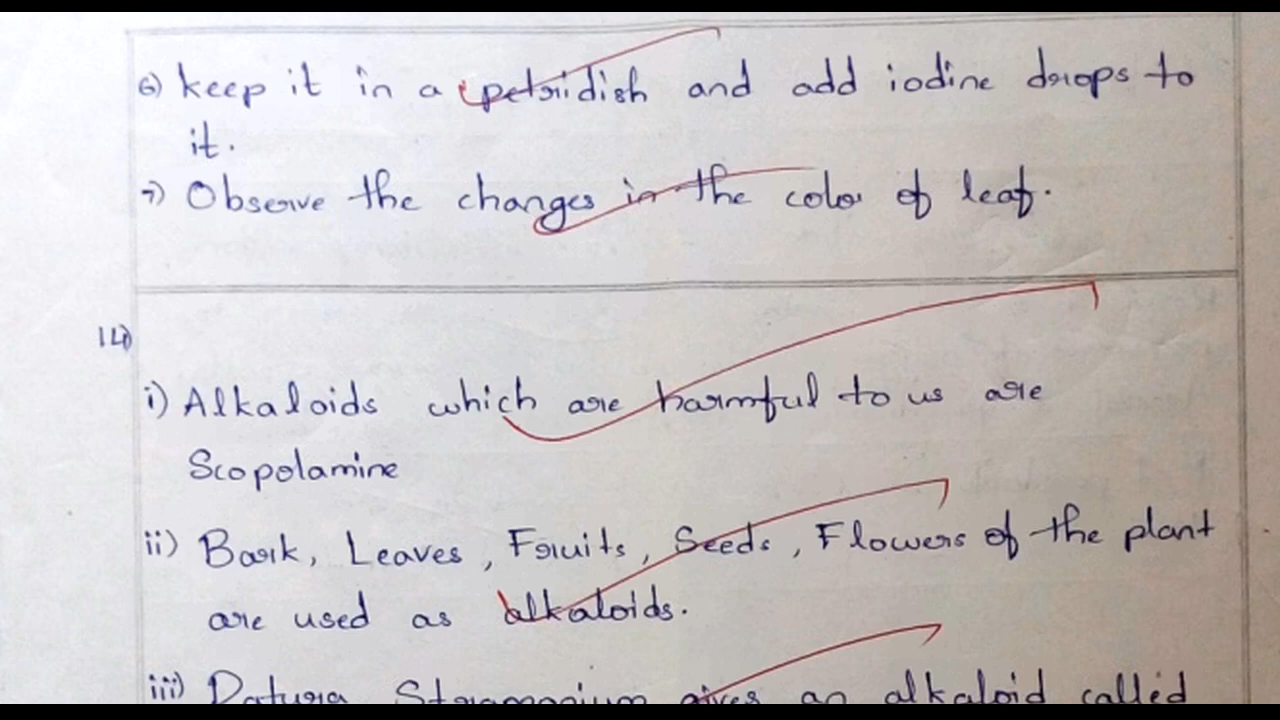 6) keep it in a petridish and add iodine drops to
it.
7) Observe the changes in the color of leaf.
14)
i) Alkaloids which are harmful to us are
Scopolamine
ii) Bark, Leaves, Fruits, Seeds, Flowers of the plant
are used as alkaloids.
iii) Datura Stramonium gives an alkaloid called